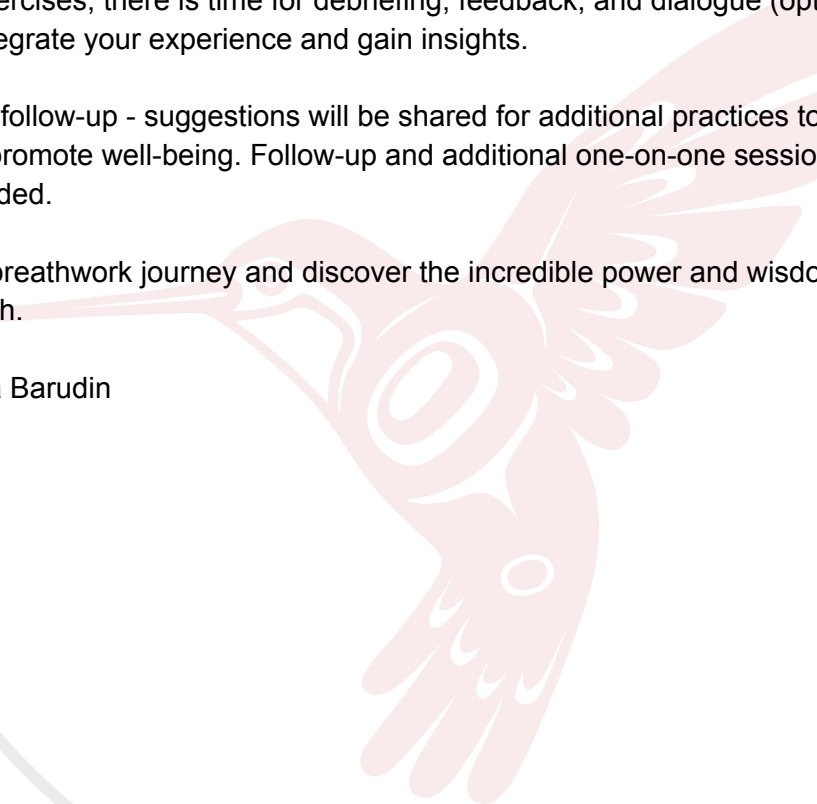 ercises, there is time for debriefing, feedback, and dialogue (opt
tegrate your experience and gain insights.
follow-up - suggestions will be shared for additional practices to
promote well-being. Follow-up and additional one-on-one sessio
ded.
breathwork journey and discover the incredible power and wisdo
h.
Barudin